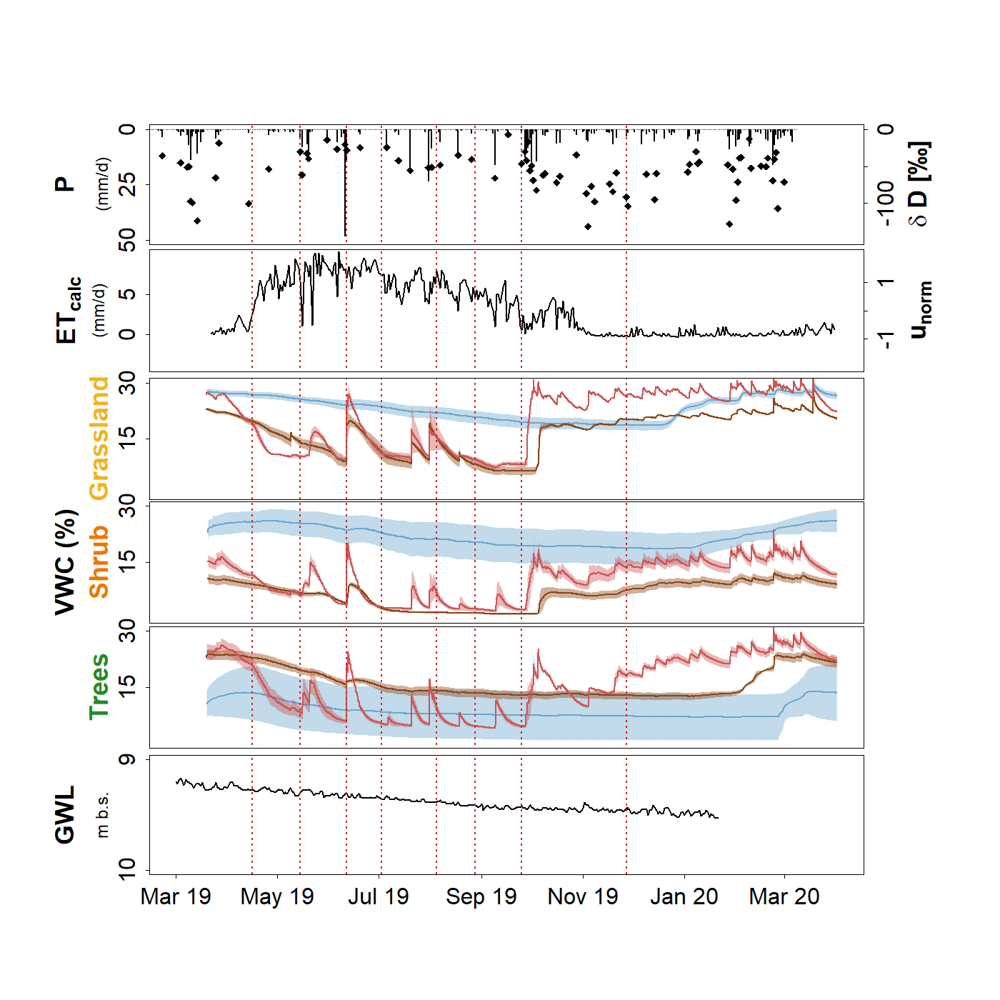 P
(mm/d)
0
25
50
0
-100
δ D [‰]
ETcalc
(mm/d)
5
0
1
-1
unorm
VWC (%)
Grassland
30
15
Shrub
30
15
Trees
30
15
GWL
m b.s.
9
10
Mar 19 May 19 Jul 19 Sep 19 Nov 19 Jan 20 Mar 20